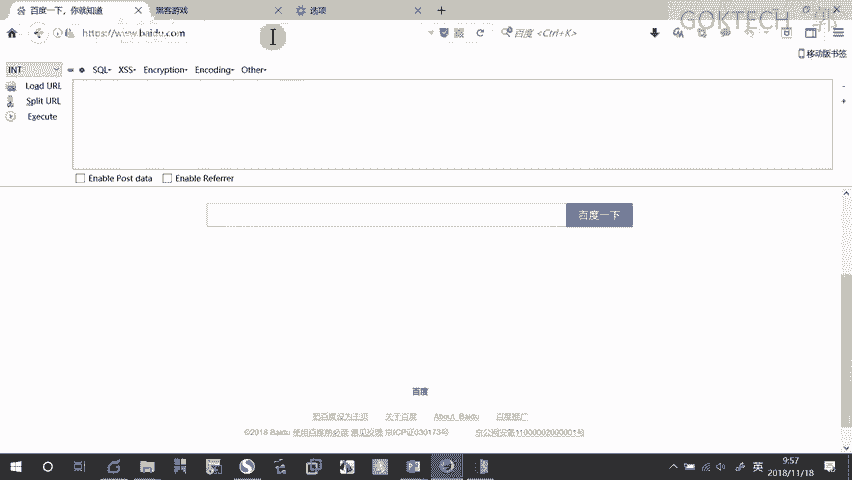 百度一下，你就知道
黑客游戏
选项
GOKTECH 郭
https://www.baidu.com
百度 <Ctrl+K>
移动版书签
INT
SQL
XSS
Encryption
Encoding
Other
Load URL
Split URL
Execute
Enable Post data
Enable Referrer
百度一下
百度
把百度设为主页
关于百度
About Baidu
百度推广
©2018 Baidu 使用百度前必读 意见反馈 京ICP证030173号
京公网安备11000002000001号
英
9:57
2018/11/18